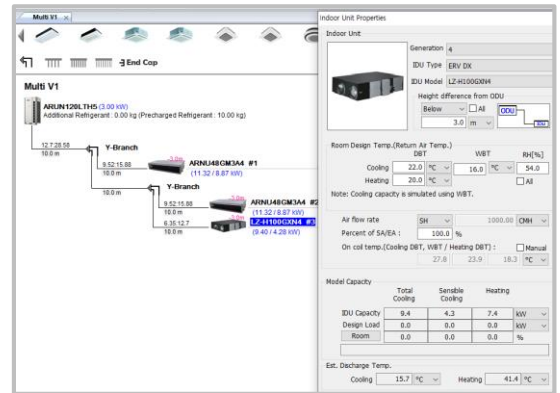 Multi V1
Indoor Unit Properties
Indoor Unit
Generation 4
IDU Type ERV DX
IDU Model LZ-H100GXN4
Height difference from ODU
Below All ODU
3.0 m IDU
End Cap
Multi V1
ARUN120LTH5 (3.00 kW)
Additional Refrigerant : 0.00 kg (Precharged Refrigerant : 10.00 kg)
12.7:28.58
10.0 m
Y-Branch
9.52:15.88
10.0 m
-3.0m
ARNU48GM3A4 #1
(11.32 / 8.87 kW)
10.0 m
Y-Branch
9.52:15.88
10.0 m
ARNU48GM3A4 #2
(11.32 / 8.87 kW)
6.35:12.7
10.0 m
LZ-H100GXN4 #3
(9.40 / 4.28 kW)
Room Design Temp.(Return Air Temp.)
DBT WBT RH[%]
Cooling 22.0 °C 16.0 °C 54.0
Heating 20.0 °C All
Note: Cooling capacity is simulated using WBT.
Air flow rate SH 1000.00 CMH
Percent of SA/EA : 100.0 %
On coil temp.(Cooling DBT, WBT / Heating DBT) : Manual
27.8 23.9 18.3 °C
Model Capacity
Total Cooling Sensible Cooling Heating
IDU Capacity 9.4 4.3 7.4 kW
Design Load 0.0 0.0 0.0 kW
Room 0.0 0.0 0.0 %
Est. Discharge Temp.
Cooling 15.7 °C Heating 41.4 °C